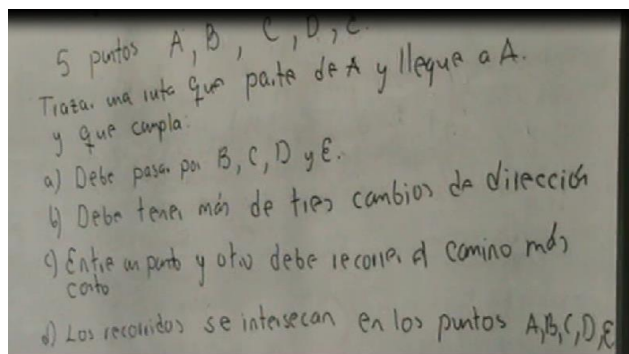 5 puntos A, B, C, D, E.
Trazar una ruta que parte de A y llegue a A.
y que cumpla:
a) Debe pasar por B, C, D y E.
b) Debe tener más de tres cambios de dirección
c) Entre un punto y otro debe recorrer el camino más
corto
d) Los recorridos se intersecan en los puntos A, B, C, D, E